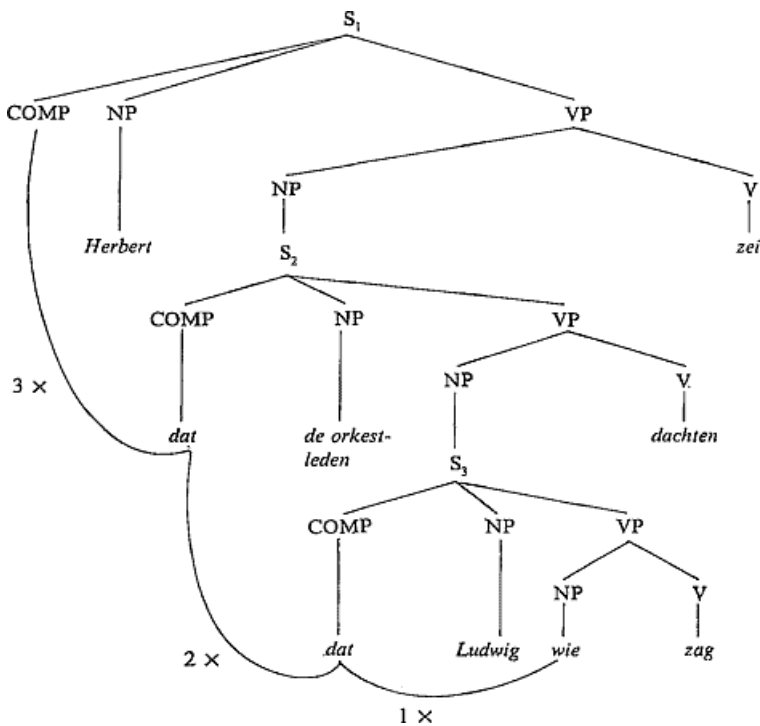 S₁
COMP NP VP
NP V
Herbert zei
S₂
COMP NP VP
3 × NP V.
dat de orkest- dachten
leden
S₃
COMP NP VP
NP V
2 × .dat Ludwig wie zag
1 ×